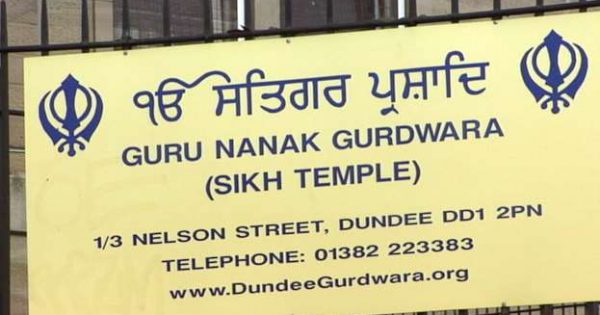 ੴ ਸਤਿਗਰ ਪ੍ਰਸ਼ਾਦਿ
GURU NANAK GURDWARA
(SIKH TEMPLE)
1/3 NELSON STREET, DUNDEE DD1 2PN
TELEPHONE: 01382 223383
www.DundeeGurdwara.org